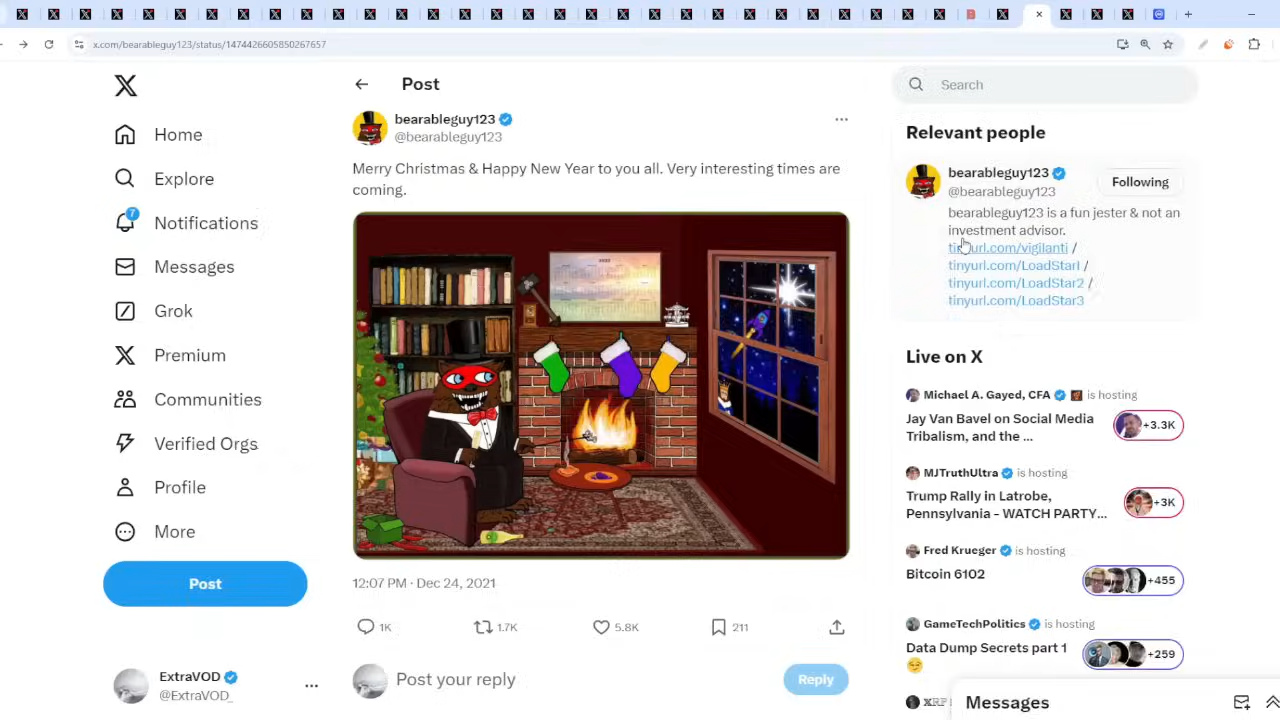 x.com/bearableguy123/status/1474426605850267657
Home
Explore
7
Notifications
Messages
Grok
Premium
Communities
Verified Orgs
Profile
More
Post
ExtraVOD
@ExtraVOD_
Post
bearableguy123
@bearableguy123
Merry Christmas & Happy New Year to you all. Very interesting times are
coming.
2022
12:07 PM · Dec 24, 2021
1K
1.7K
5.8K
211
Post your reply
Reply
Search
Relevant people
bearableguy123
@bearableguy123
Following
bearableguy123 is a fun jester & not an
investment advisor.
tinyurl.com/vigilanti /
tinyurl.com/LoadStarI /
tinyurl.com/LoadStar2 /
tinyurl.com/LoadStar3
Live on X
Michael A. Gayed, CFA is hosting
Jay Van Bavel on Social Media
Tribalism, and the ...
+3.3K
MJTruthUltra is hosting
Trump Rally in Latrobe,
Pennsylvania - WATCH PARTY...
+3K
Fred Krueger is hosting
Bitcoin 6102
+455
GameTechPolitics is hosting
Data Dump Secrets part 1
😏
+259
XRP
Messages